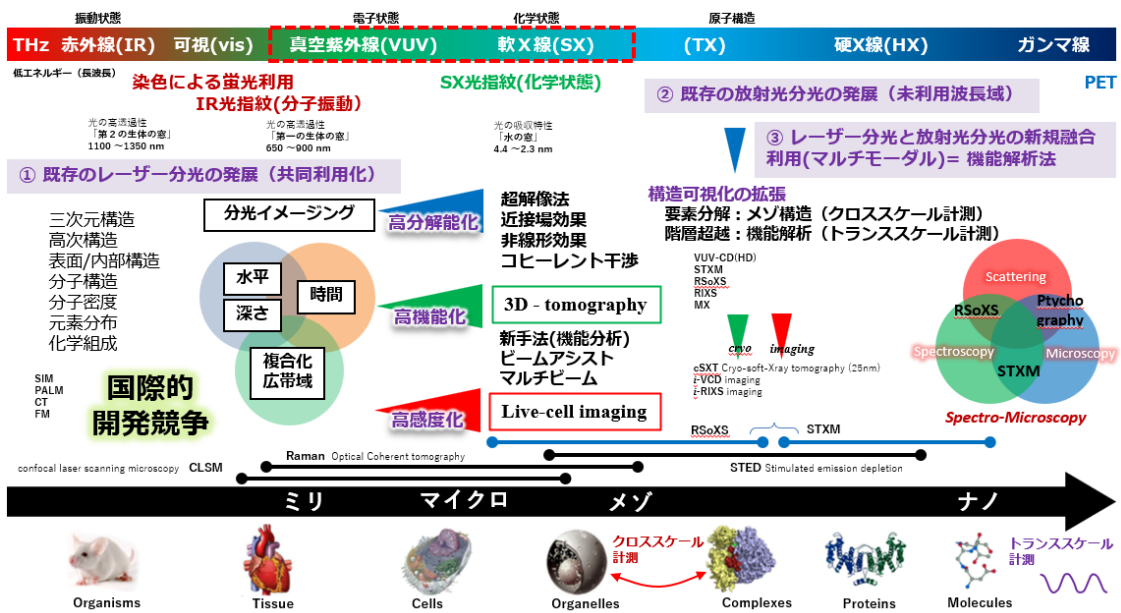 振動状態
電子状態
化学状態
原子構造
THz 赤外線(IR) 可視(vis) 真空紫外線(VUV) 軟X線(SX) (TX) 硬X線(HX) ガンマ線
低エネルギー（長波長）
染色による蛍光利用
IR光指紋(分子振動）
SX光指紋(化学状態)
② 既存の放射光分光の発展（未利用波長域）
PET
光の高透過性
「第２の生体の窓」
1100 ～1350 nm
光の高透過性
「第一の生体の窓」
650 ～900 nm
光の吸収特性
「水の窓」
4.4 ～2.3 nm
③ レーザー分光と放射光分光の新規融合
利用(マルチモーダル)= 機能解析法
① 既存のレーザー分光の発展（共同利用化）
構造可視化の拡張
要素分解：メゾ構造（クロススケール計測）
階層超越：機能解析（トランススケール計測）
三次元構造
高次構造
表面/内部構造
分子構造
分子密度
元素分布
化学組成
分光イメージング
水平
深さ
時間
複合化
広帯域
高分解能化
超解像法
近接場効果
非線形効果
コヒーレント干渉
高機能化
3D - tomography
新手法(機能分析)
ビームアシスト
マルチビーム
高感度化
Live-cell imaging
VUV-CD(HD)
STXM
RSoXS
RIXS
MX
cryo
imaging
cSXT Cryo-soft-Xray tomography (25nm)
i-VCD imaging
i-RIXS imaging
Scattering
RSoXS
Ptycho
graphy
Spectroscopy
Microscopy
STXM
Spectro-Microscopy
SIM
PALM
CT
FM
国際的
開発競争
RSoXS
STXM
Raman Optical Coherent tomography
confocal laser scanning microscopy CLSM
STED Stimulated emission depletion
ミリ マイクロ メゾ ナノ
クロススケール
計測
トランススケール
計測
Organisms
Tissue
Cells
Organelles
Complexes
Proteins
Molecules